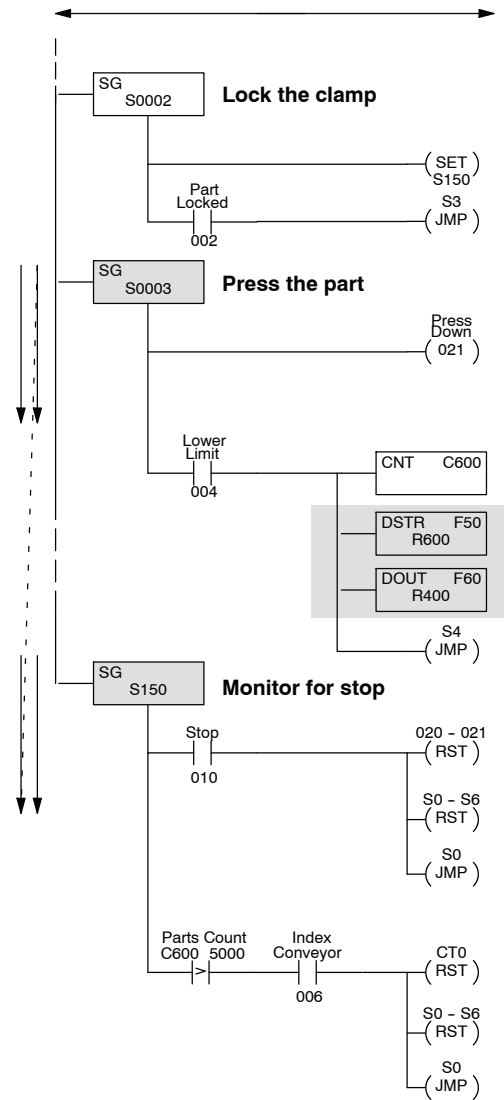 SG
S0002
Lock the clamp
SET
S150
Part
Locked
002
S3
JMP
SG
S0003
Press the part
Press
Down
021
Lower
Limit
004
CNT C600
DSTR F50
R600
DOUT F60
R400
S4
JMP
SG
S150
Monitor for stop
Stop
010
020 - 021
RST
S0 - S6
RST
S0
JMP
Parts Count
C600 5000
>
Index
Conveyor
006
CT0
RST
S0 - S6
RST
S0
JMP